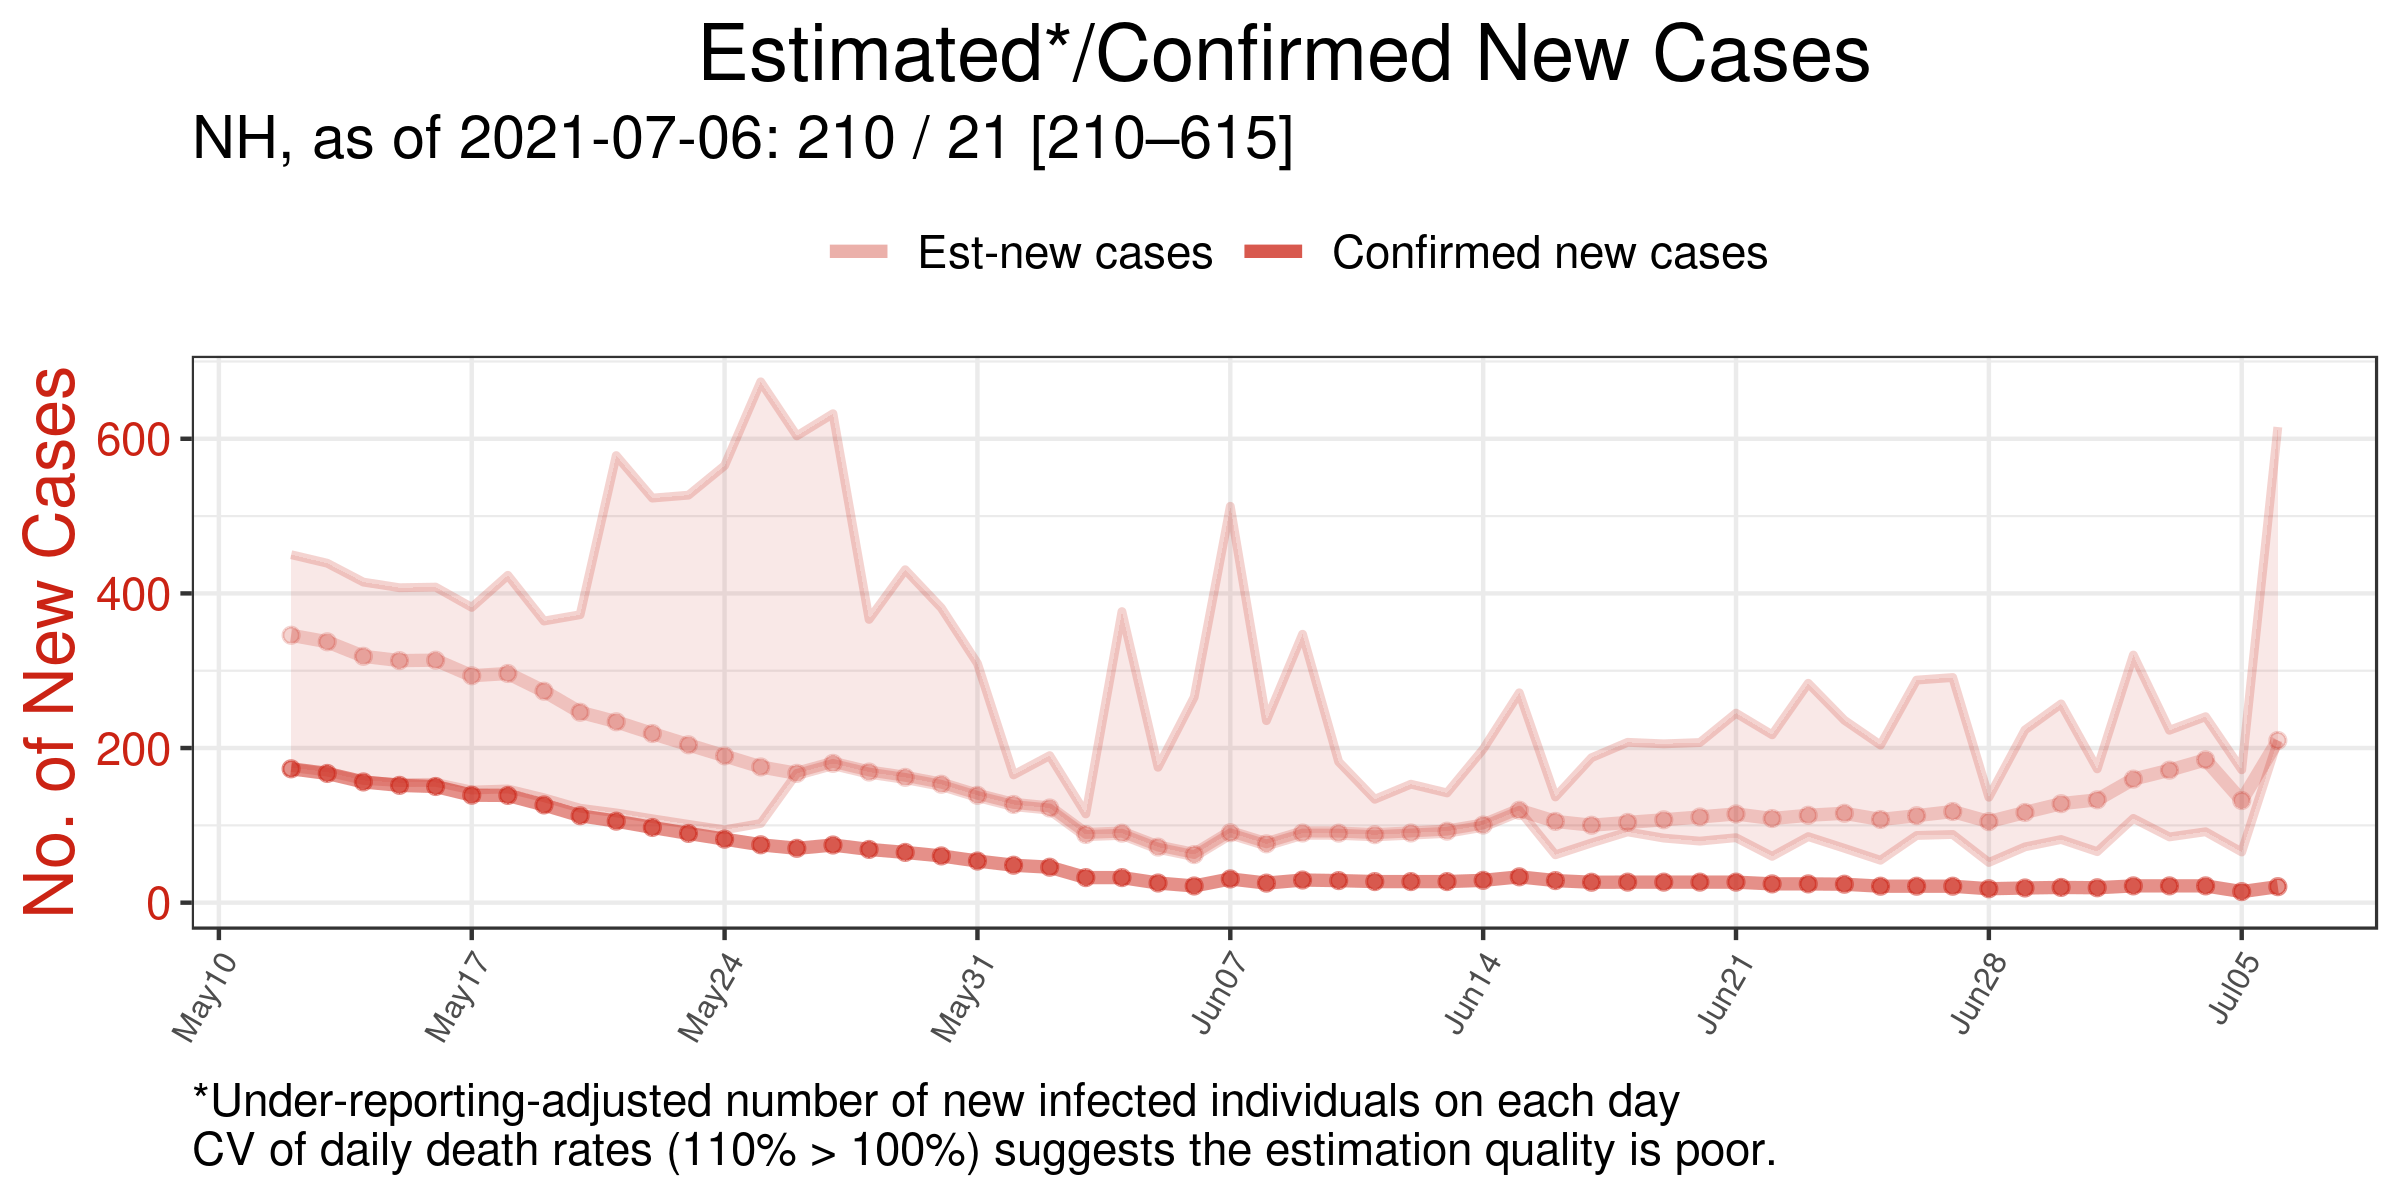 Estimated*/Confirmed New Cases
NH, as of 2021-07-06: 210 / 21 [210–615]
Est-new cases
Confirmed new cases
No. of New Cases
600
400
200
0
May10
May17
May24
May31
Jun07
Jun14
Jun21
Jun28
Jul05
*Under-reporting-adjusted number of new infected individuals on each day
CV of daily death rates (110% > 100%) suggests the estimation quality is poor.